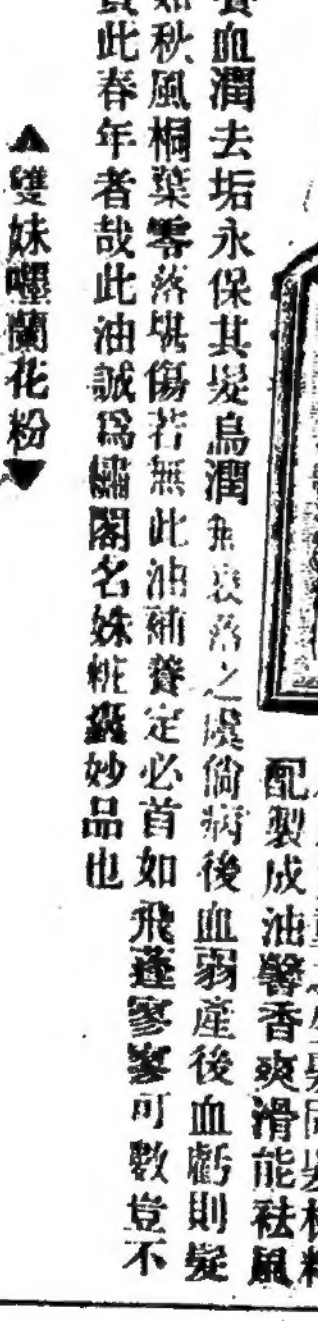 配製成油馨香爽滑能袪風
養血潤去垢永保其髮烏潤無衰落之虞倘病後血弱產後血虧則髮
如秋風桐葉零落堪傷若無此油補養定必首如飛蓬寥寥可數豈不
負此春年者哉此油誠爲繡閣名姝粧鏡妙品也
▲雙妹嚜蘭花粉▼